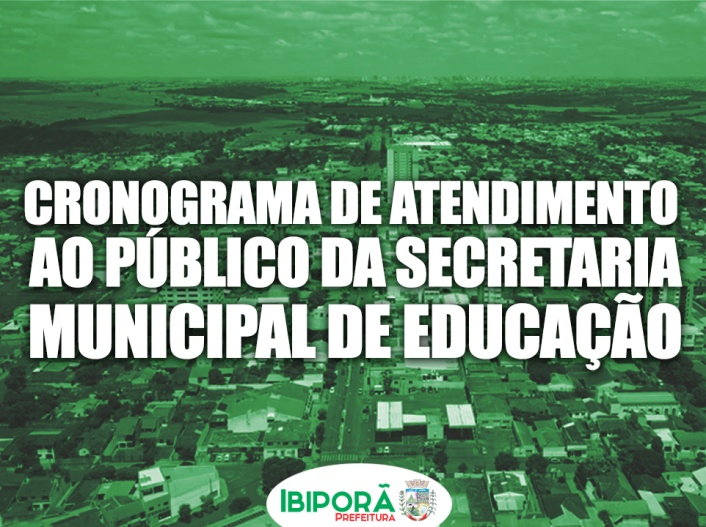 CRONOGRAMA DE ATENDIMENTO
AO PÚBLICO DA SECRETARIA
MUNICIPAL DE EDUCAÇÃO
IBIPORÃ
PREFEITURA